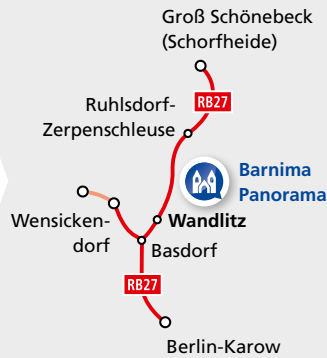 Groß Schönebeck
(Schorfheide)
RB27
Ruhlsdorf-
Zerpenschleuse
Barnima
Panorama
Wensicken-
dorf
Wandlitz
Basdorf
RB27
Berlin-Karow